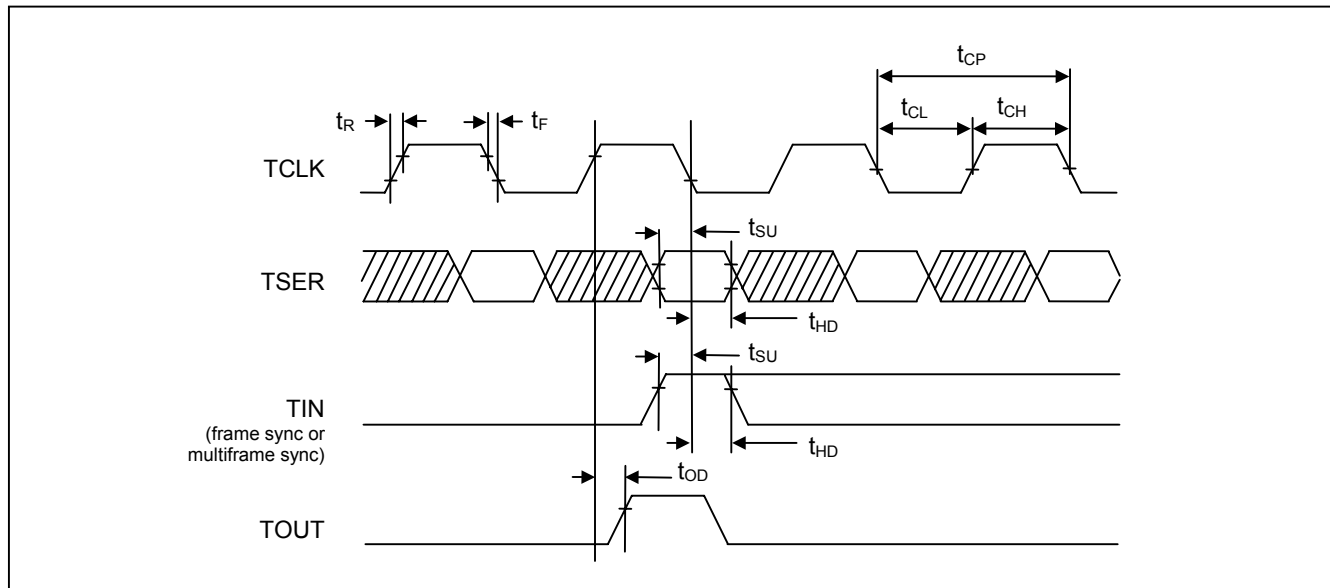 tCP
tCL
tCH
tR
tF
TCLK
tSU
TSER
tHD
tSU
TIN
(frame sync or
multiframe sync)
tHD
tOD
TOUT